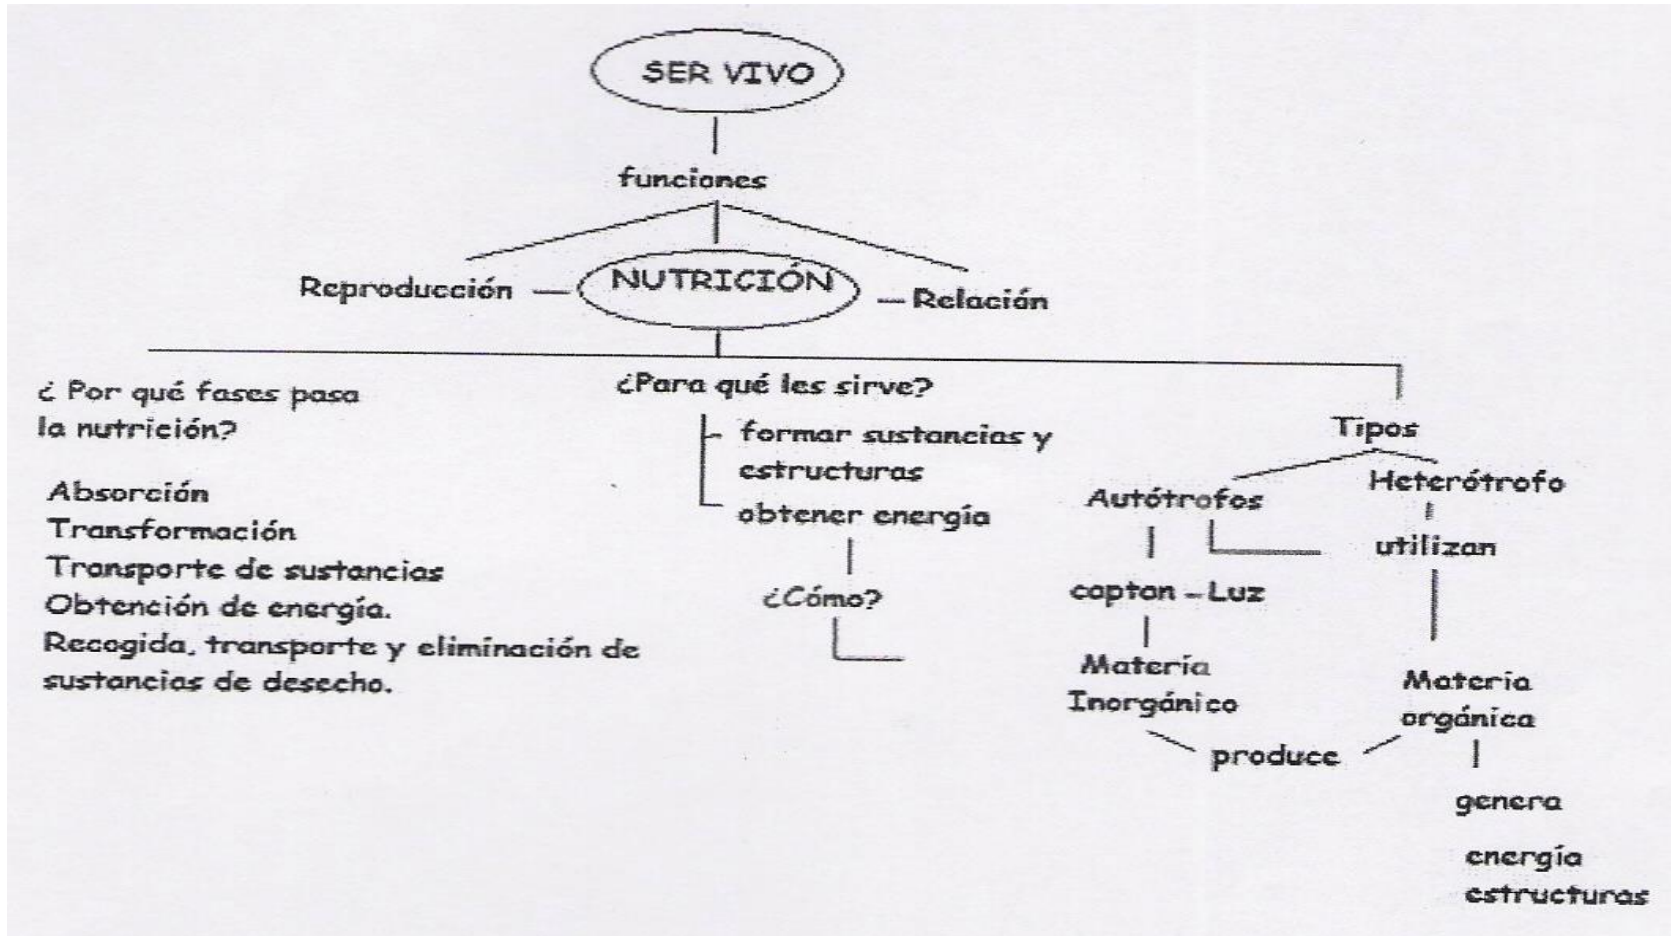 SER VIVO
funciones
Reproducción
NUTRICIÓN
Relación
¿ Por qué fases pasa
la nutrición?
Absorción
Transformación
Transporte de sustancias
Obtención de energía.
Recogida, transporte y eliminación de
sustancias de desecho.
¿Para qué les sirve?
formar sustancias y
estructuras
obtener energía
¿Cómo?
Tipos
Autótrofos
Heterótrofo
utilizan
captan - Luz
Materia
Inorgánico
produce
Materia
orgánica
genera
energía
estructuras